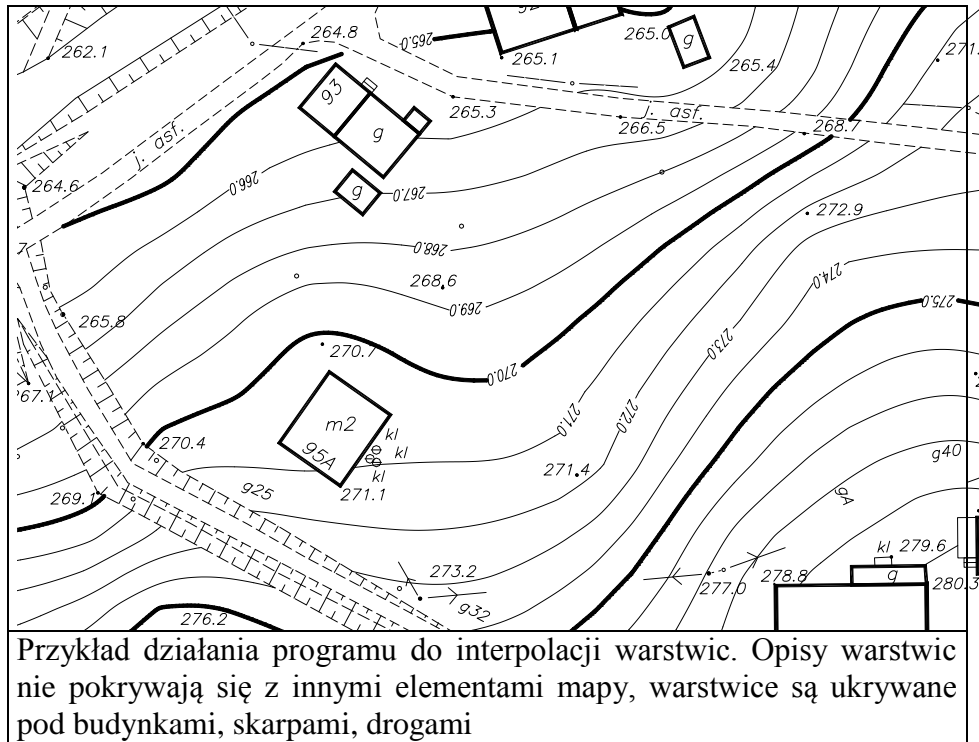 264.8
265.0
265.1
265.0
g
271.
262.1
265.4
93
265.3
j. asf.
266.5
268.
j. asf.
g
264.6
266.0
g
267.0
272.9
268.0
274.0
268.6
269.0
275.0
265.8
270.7
273.0
270.0
267.1
m2
95A
kl
kl
kl
271.0
272.0
270.4
271.1
271.4
g40
269.1
g25
gA
kl
279.6
273.2
g32
277.0
278.8
g
280.3
276.2
Przykład działania programu do interpolacji warstwic. Opisy warstwic
nie pokrywają się z innymi elementami mapy, warstwice są ukrywane
pod budynkami, skarpami, drogami